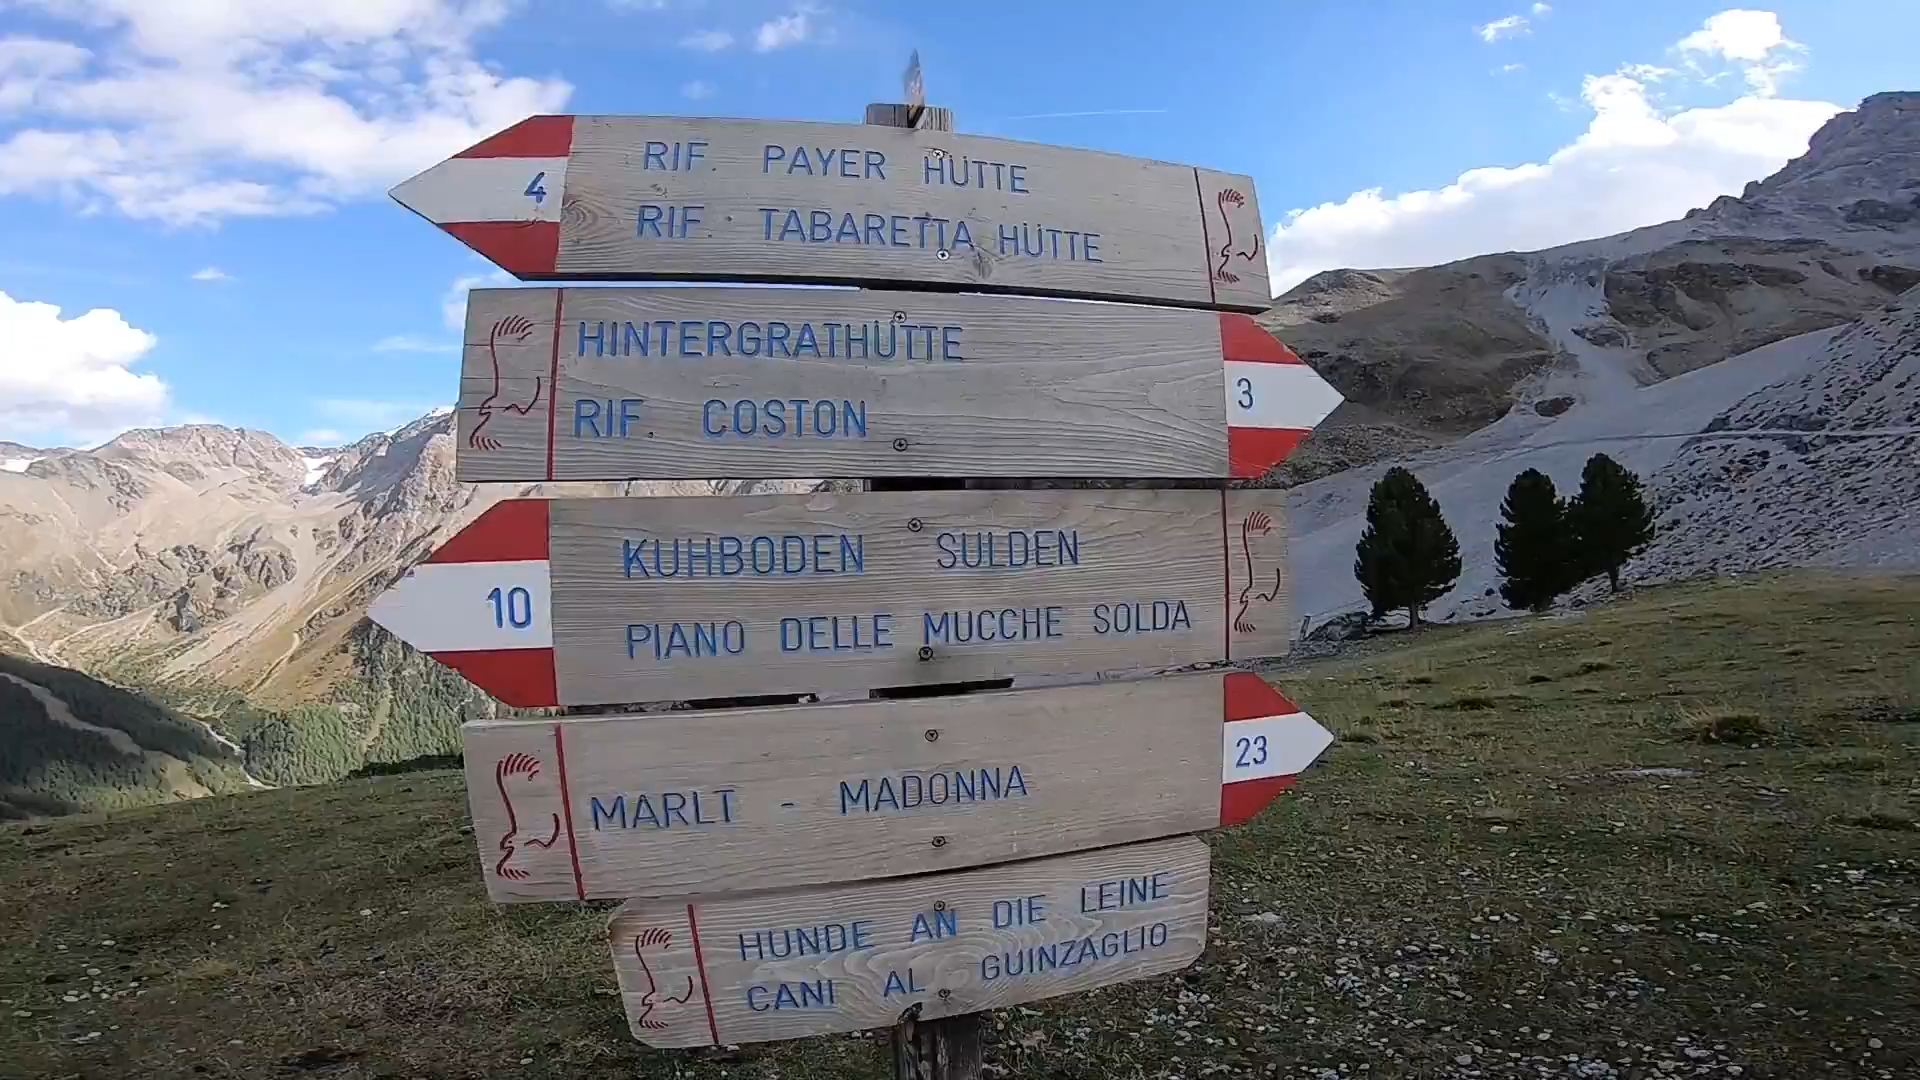 4
RIF. PAYER HÜTTE
RIF. TABARETTA HÜTTE
HINTERGRATHÜTTE
RIF. COSTON
3
KUHBODEN SULDEN
10
PIANO DELLE MUCCHE SOLDA
MARLT - MADONNA
23
HUNDE AN DIE LEINE
CANI AL GUINZAGLIO